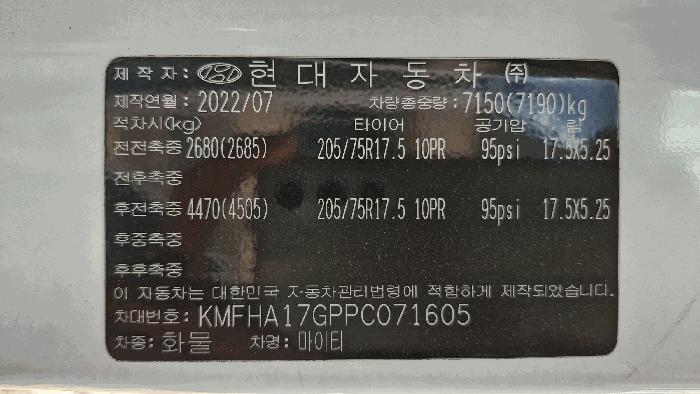 제작자: 현대자동차 ㈜
제작연월: 2022/07 차량총중량: 7150(7190)kg
적차시(kg) 타이어 공기압 림
전전축중 2680(2685) 205/75R17.5 10PR 95psi 17.5X5.25
전후축중
후전축중 4470(4505) 205/75R17.5 10PR 95psi 17.5X5.25
후중축중
후후축중
이 자동차는 대한민국 자동차관리법령에 적합하게 제작되었습니다.
차대번호: KMFHA17GPPC071605
차종: 화물 차명: 마이티